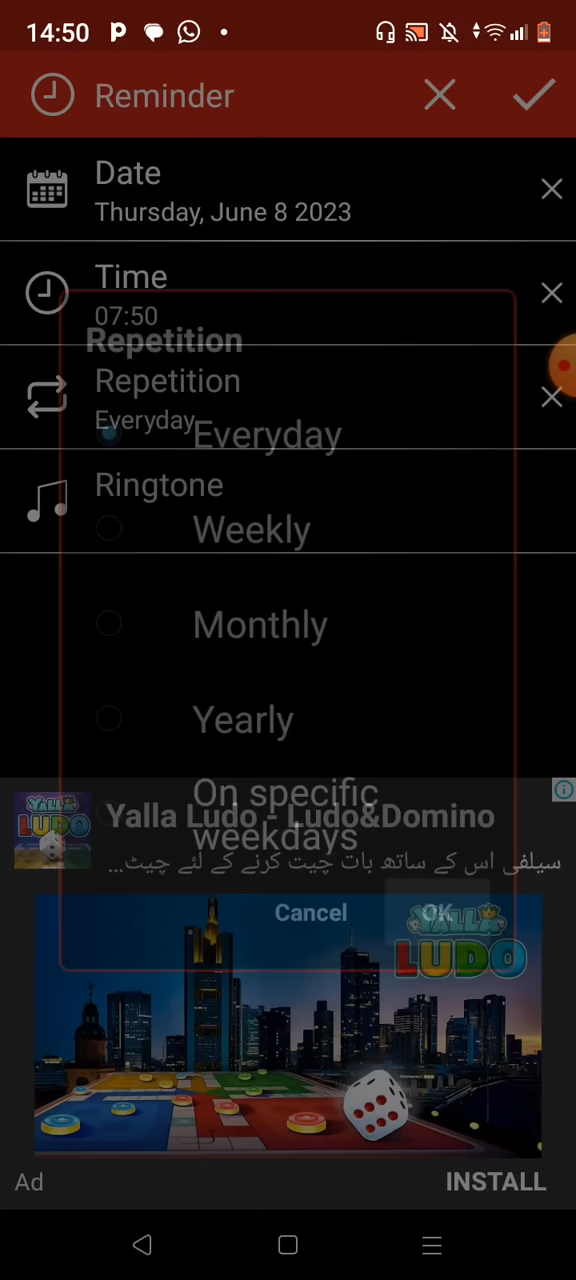 14:50
Reminder
Date
Thursday, June 8 2023
Time
07:50
Repetition
Repetition
Everyday
Everyday
Ringtone
Weekly
Monthly
Yearly
On specific
weekdays
YALLA
LUDO
Yalla Ludo - Ludo&Domino
سیلفی اس کے ساتھ بات چیت کرنے کے لئے چیٹ...
Cancel
OK
YALLA
LUDO
Ad
INSTALL